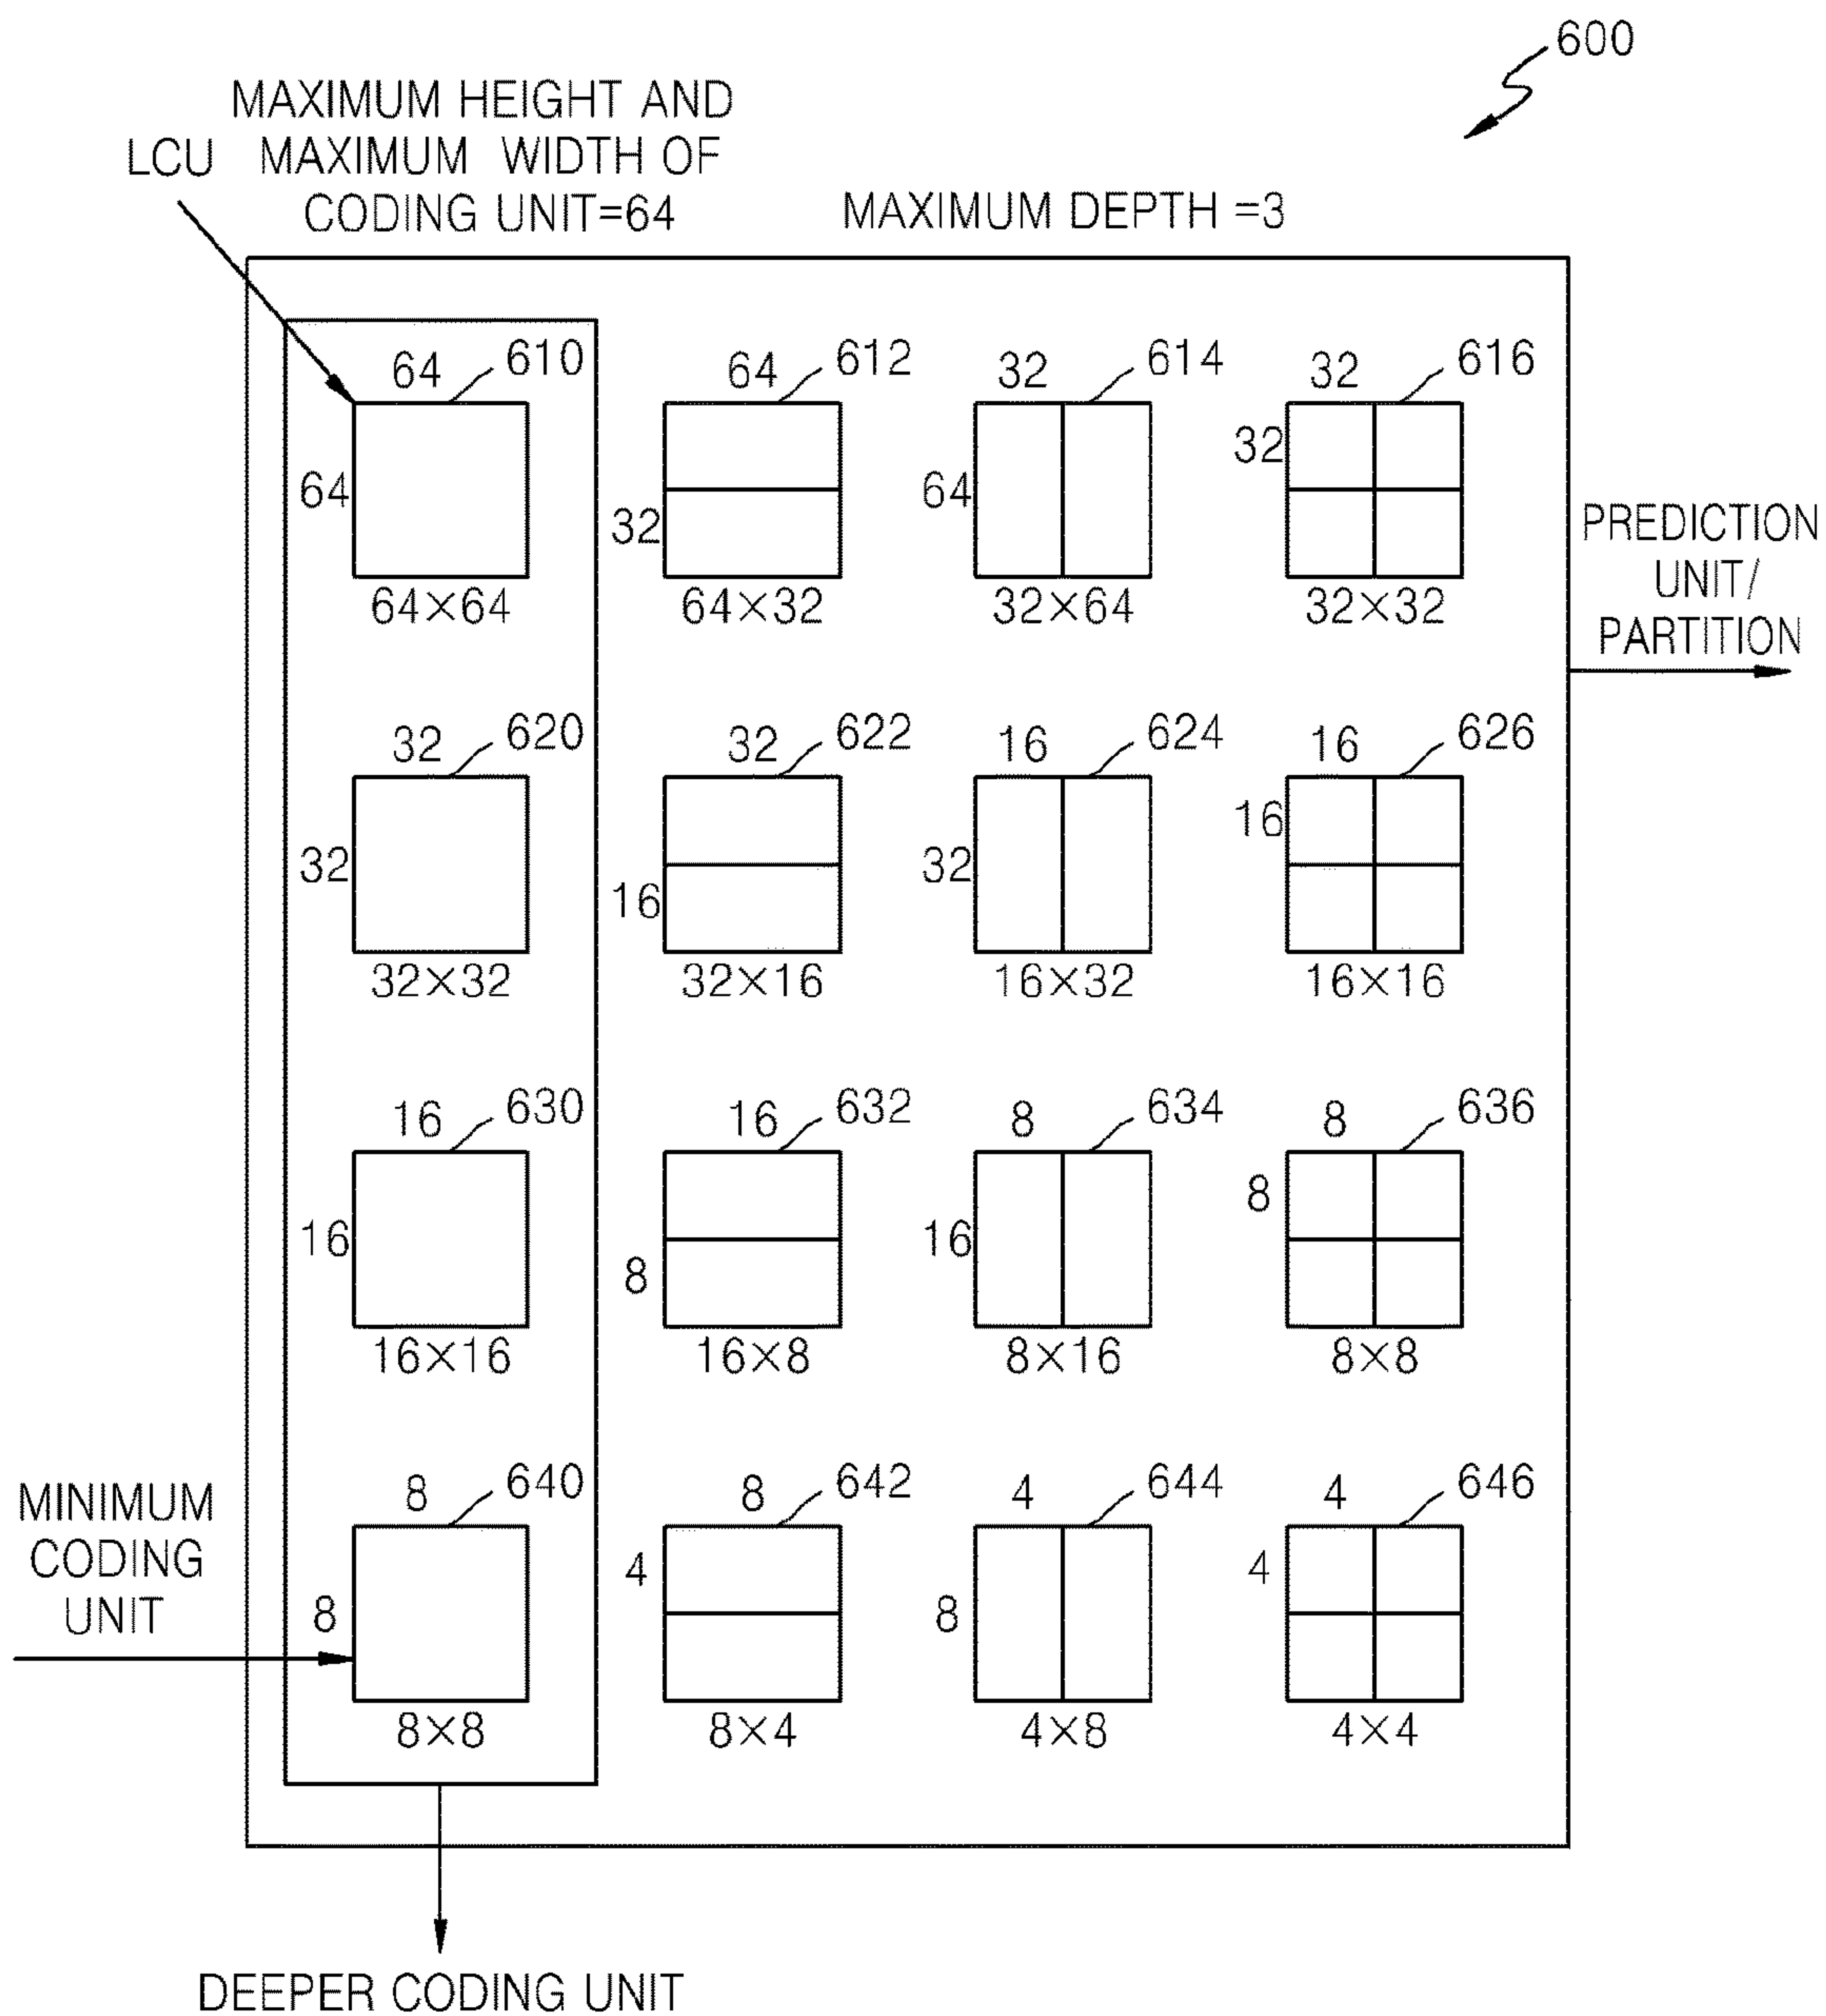 600
MAXIMUM HEIGHT AND
LCU MAXIMUM WIDTH OF
CODING UNIT=64 MAXIMUM DEPTH =3
64 610 64 612 32 614 32 616
64 32 64 32
64×64 64×32 32×64 32×32
PREDICTION
UNIT/
PARTITION
32 620 32 622 16 624 16 626
32 16 32 16
32×32 32×16 16×32 16×16
16 630 16 632 8 634 8 636
16 8 16 8
16×16 16×8 8×16 8×8
MINIMUM
CODING
UNIT
8 640 8 642 4 644 4 646
8 4 8 4
8×8 8×4 4×8 4×4
DEEPER CODING UNIT